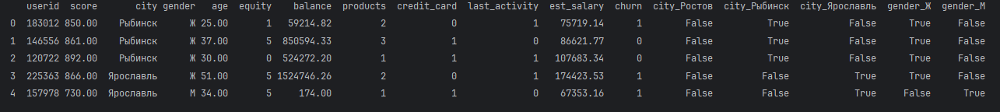 userid score city gender age equity balance products credit_card last_activity est_salary churn city_Ростов city_Рыбинск city_Ярославль gender_Ж gender_М
0 183012 850.00 Рыбинск Ж 25.00 1 59214.82 2 0 1 75719.14 1 False True False True False
1 146556 861.00 Рыбинск Ж 37.00 5 850594.33 3 1 0 86621.77 0 False True False True False
2 120722 892.00 Рыбинск Ж 30.00 0 524272.20 1 1 1 107683.34 0 False True False True False
3 225363 866.00 Ярославль Ж 51.00 5 1524746.26 2 0 1 174423.53 1 False False True True False
4 157978 730.00 Ярославль М 34.00 5 174.00 1 1 0 67353.16 1 False False True False True